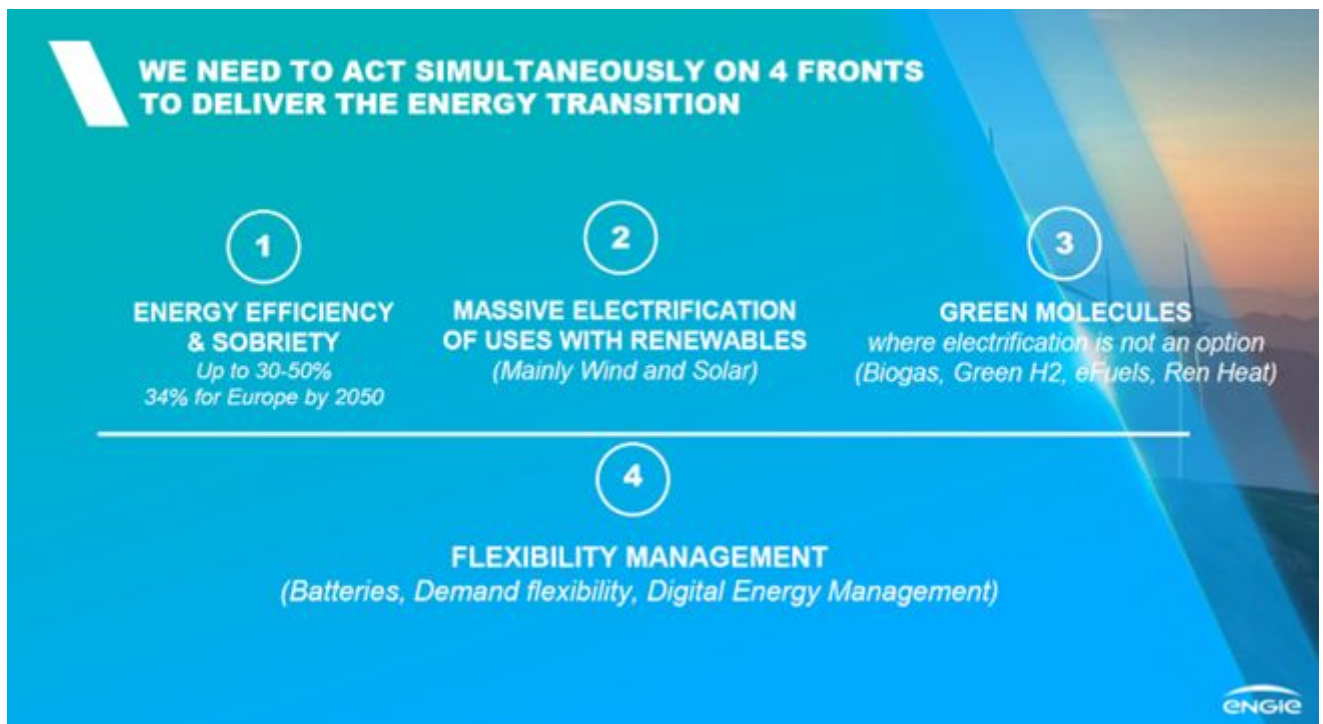 WE NEED TO ACT SIMULTANEOUSLY ON 4 FRONTS
TO DELIVER THE ENERGY TRANSITION
1
ENERGY EFFICIENCY
& SOBRIETY
Up to 30-50%
34% for Europe by 2050
2
MASSIVE ELECTRIFICATION
OF USES WITH RENEWABLES
(Mainly Wind and Solar)
3
GREEN MOLECULES
where electrification is not an option
(Biogas, Green H2, eFuels, Ren Heat)
4
FLEXIBILITY MANAGEMENT
(Batteries, Demand flexibility, Digital Energy Management)
ENGIE